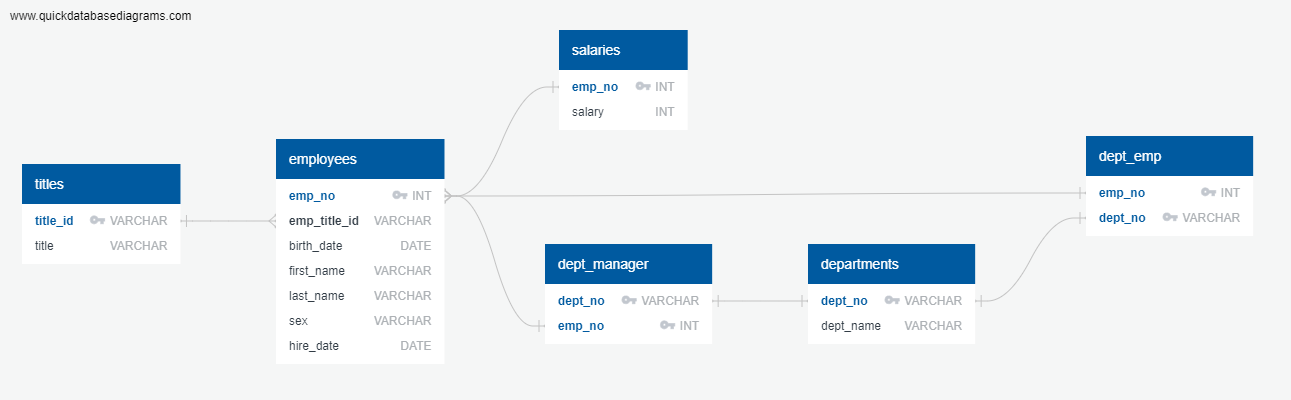 www.quickdatabasediagrams.com
titles
title_id VARCHAR
title VARCHAR
employees
emp_no INT
emp_title_id VARCHAR
birth_date DATE
first_name VARCHAR
last_name VARCHAR
sex VARCHAR
hire_date DATE
salaries
emp_no INT
salary INT
dept_manager
dept_no VARCHAR
emp_no INT
departments
dept_no VARCHAR
dept_name VARCHAR
dept_emp
emp_no INT
dept_no VARCHAR